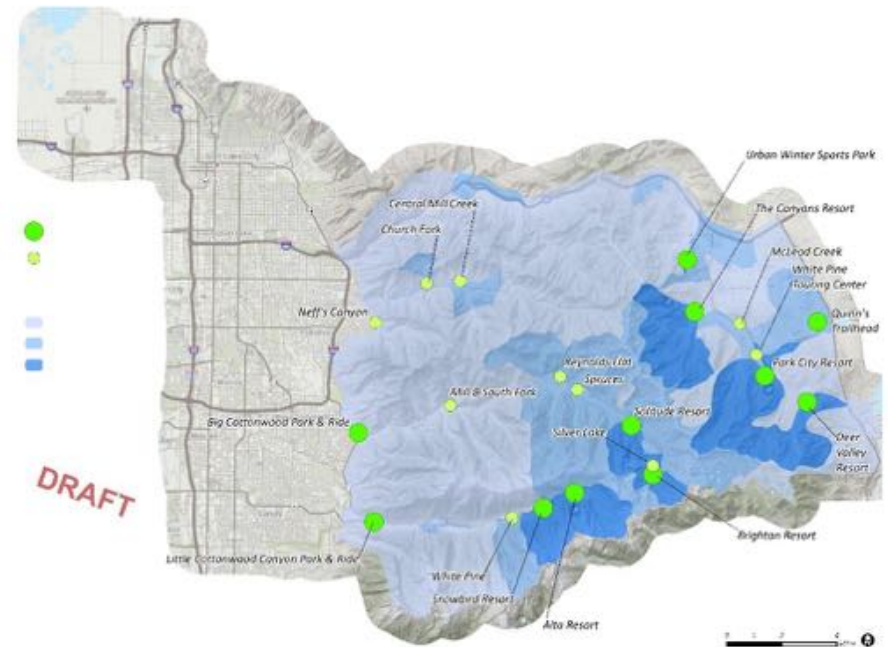 Urban Winter Sports Park
Central Mill Creek
The Canyons Resort
Church Fork
McLeod Creek
White Pine
Touring Center
Neff's Canyon
Quinn's
Trailhead
Reynolds Flat
Park City Resort
Spruces
Mill B South Fork
Solitude Resort
Big Cottonwood Park & Ride
Silver Lake
Deer
Valley
Resort
DRAFT
Brighton Resort
Little Cottonwood Canyon Park & Ride
White Pine
Snowbird Resort
Alta Resort